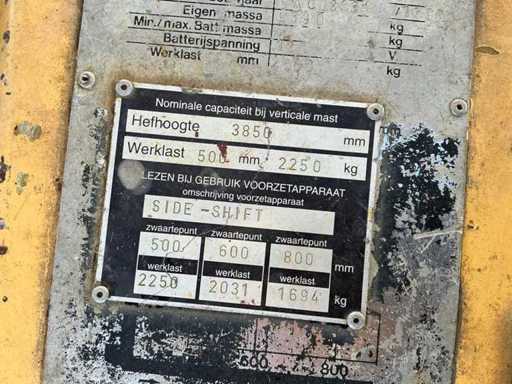 Eigen massa kg
Min./max. Batt. massa kg
Batterijspanning V
Werklast mm kg
Nominale capaciteit bij verticale mast
Hefhoogte 3850 mm
Werklast 500 mm 2250 kg
LEZEN BIJ GEBRUIK VOORZETAPPARAAT
omschrijving voorzetapparaat
SIDE-SHIFT
zwaartepunt zwaartepunt zwaartepunt
500 600 800 mm
werklast werklast werklast
2250 2031 1694 kg